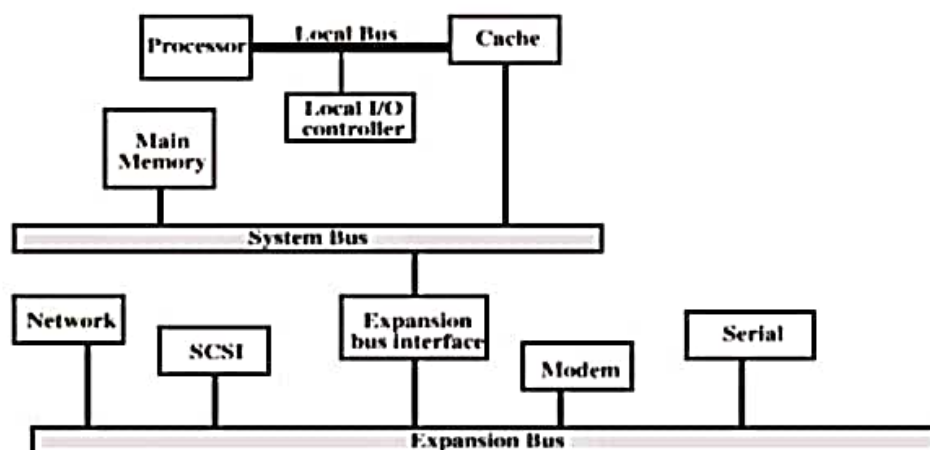 Processor
Local Bus
Cache
Local I/O
controller
Main
Memory
System Bus
Network
SCSI
Expansion
bus interface
Modem
Serial
Expansion Bus